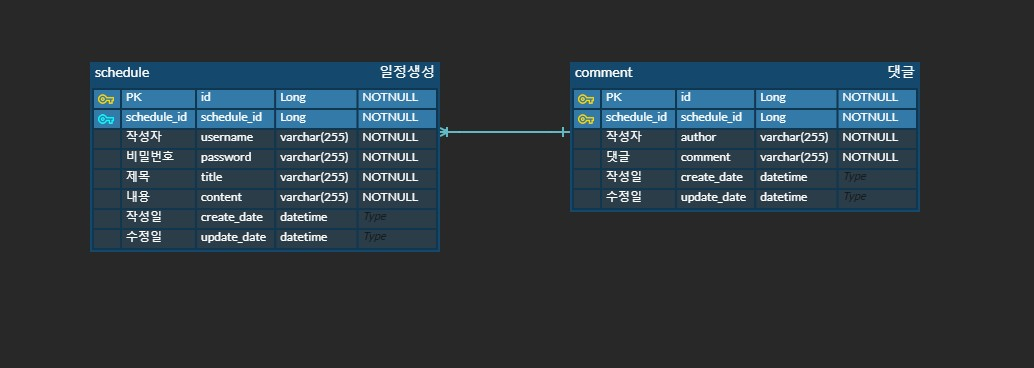 schedule 일정생성
PK id Long NOTNULL
schedule_id schedule_id Long NOTNULL
작성자 username varchar(255) NOTNULL
비밀번호 password varchar(255) NOTNULL
제목 title varchar(255) NOTNULL
내용 content varchar(255) NOTNULL
작성일 create_date datetime Type
수정일 update_date datetime Type
comment 댓글
PK id Long NOTNULL
schedule_id schedule_id Long NOTNULL
작성자 author varchar(255) NOTNULL
댓글 comment varchar(255) NOTNULL
작성일 create_date datetime Type
수정일 update_date datetime Type